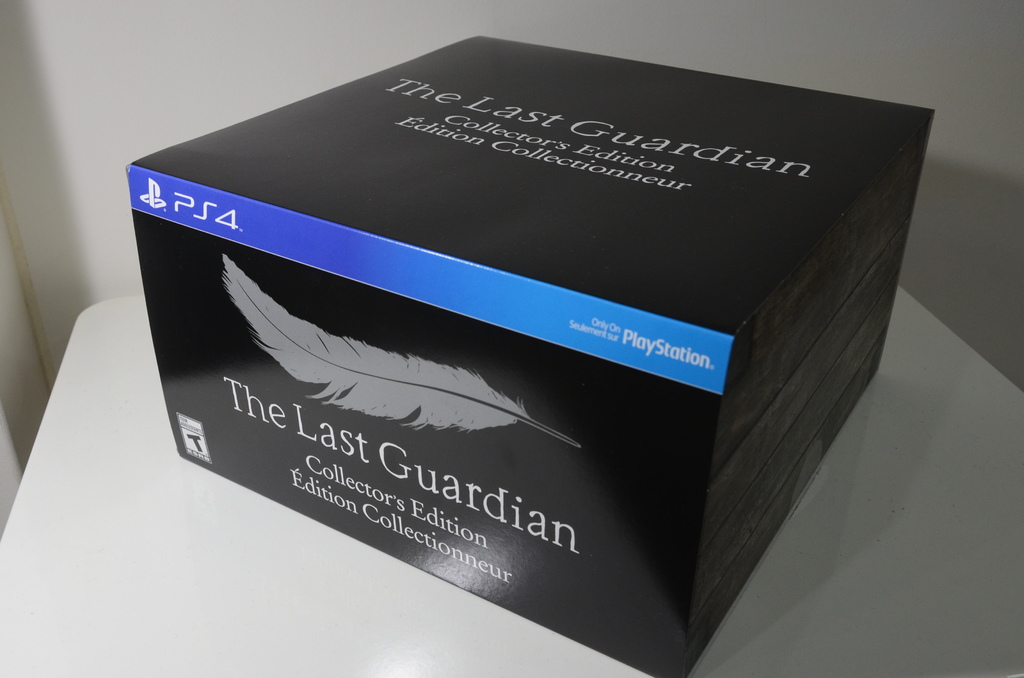 The Last Guardian
Collector's Edition
Édition Collectionneur
PS4
Only On
Seulement sur
PlayStation
The Last Guardian
Collector's Edition
Édition Collectionneur
T